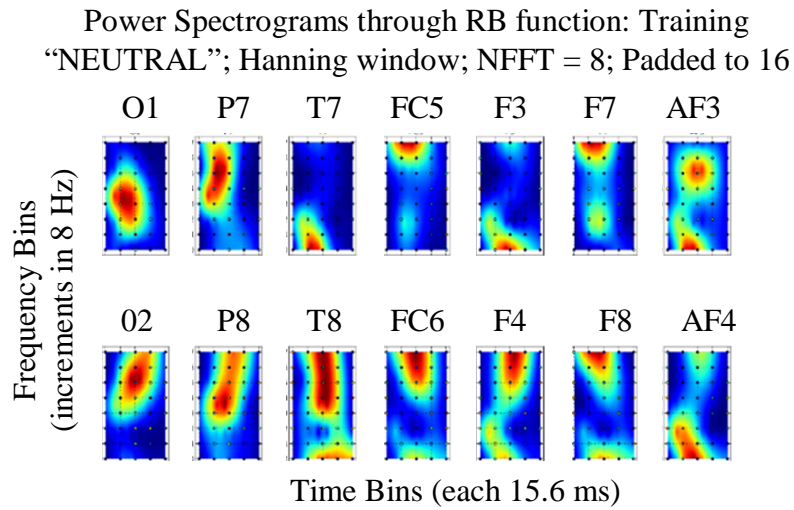 Power Spectrograms through RB function: Training
“NEUTRAL”; Hanning window; NFFT = 8; Padded to 16
O1 P7 T7 FC5 F3 F7 AF3
Frequency Bins
(increments in 8 Hz)
02 P8 T8 FC6 F4 F8 AF4
Time Bins (each 15.6 ms)